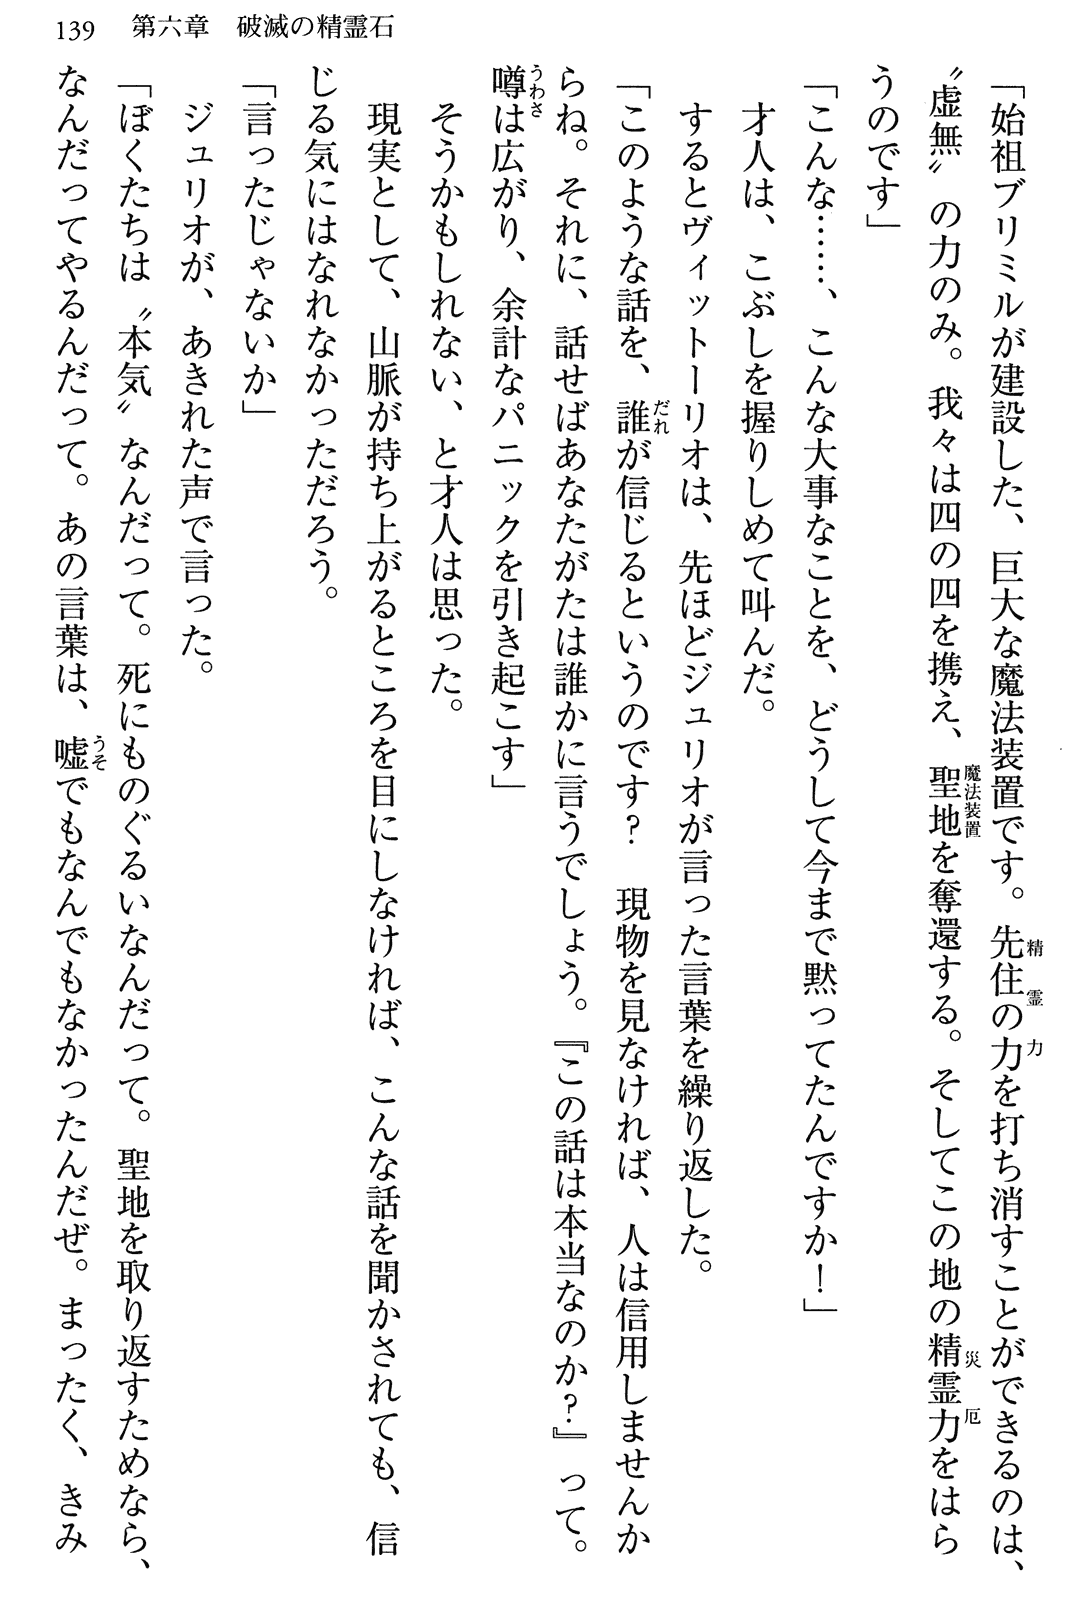 139 第六章 破滅の精霊石
「始祖ブリミルが建設した、巨大な魔法装置です。先住の力を打ち消すことができるのは、
精霊力
〝虚無〟の力のみ。我々は四の四を携え、聖地を奪還する。そしてこの地の精霊力をはら
魔法装置
災厄
うのです」
「こんな……、こんな大事なことを、どうして今まで黙ってたんですか！」
才人は、こぶしを握りしめて叫んだ。
するとヴィットーリオは、先ほどジュリオが言った言葉を繰り返した。
「このような話を、誰が信じるというのです？　現物を見なければ、人は信用しませんか
だれ
らね。それに、話せばあなたがたは誰かに言うでしょう。『この話は本当なのか？』って。
噂は広がり、余計なパニックを引き起こす」
うわさ
そうかもしれない、と才人は思った。
現実として、山脈が持ち上がるところを目にしなければ、こんな話を聞かされても、信
じる気にはなれなかっただろう。
「言ったじゃないか」
ジュリオが、あきれた声で言った。
「ぼくたちは〝本気〟なんだって。死にものぐるいなんだって。聖地を取り返すためなら、
なんだってやるんだって。あの言葉は、嘘でもなんでもなかったんだぜ。まったく、きみ
うそ